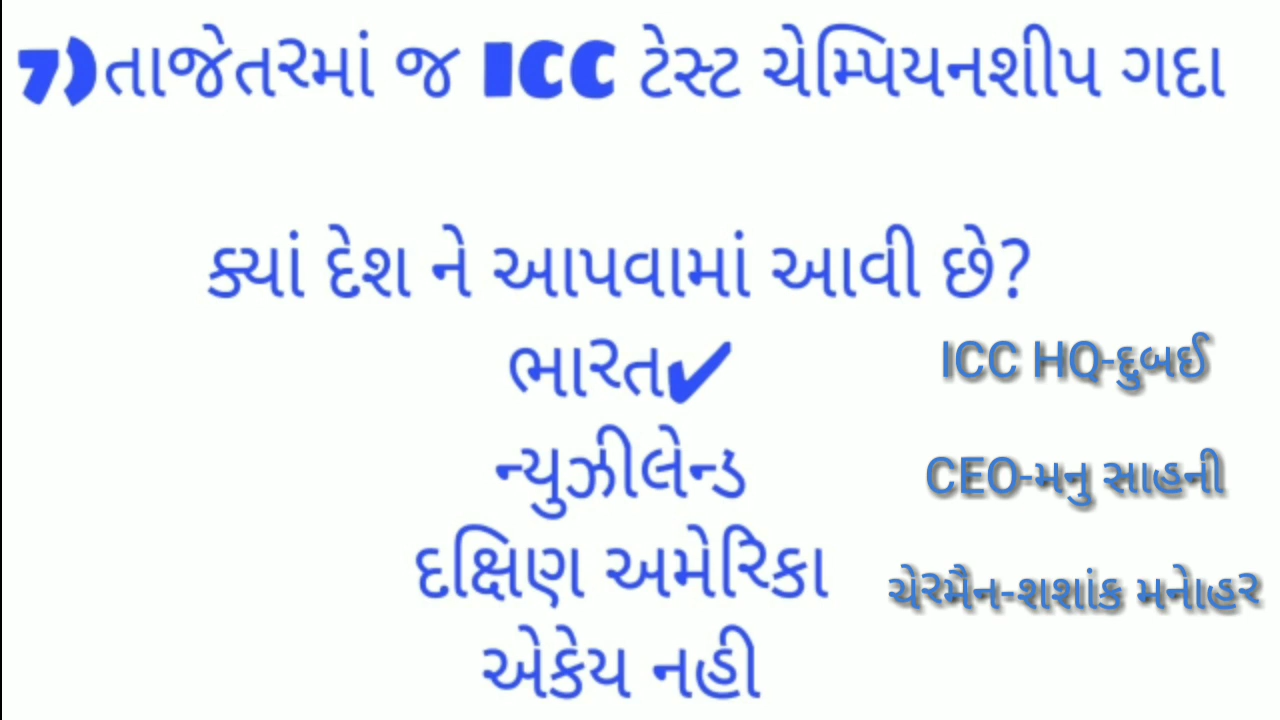 7)તાજેતરમાં જ ICC ટેસ્ટ ચેમ્પિયનશીપ ગદા
ક્યાં દેશ ને આપવામાં આવી છે?
ભારત✔
ન્યુઝીલેન્ડ
દક્ષિણ અમેરિકા
એકેય નહી
ICC HQ-દુબઈ
CEO-મનુ સાહની
ચેરમૈન-શશાંક મનોહર